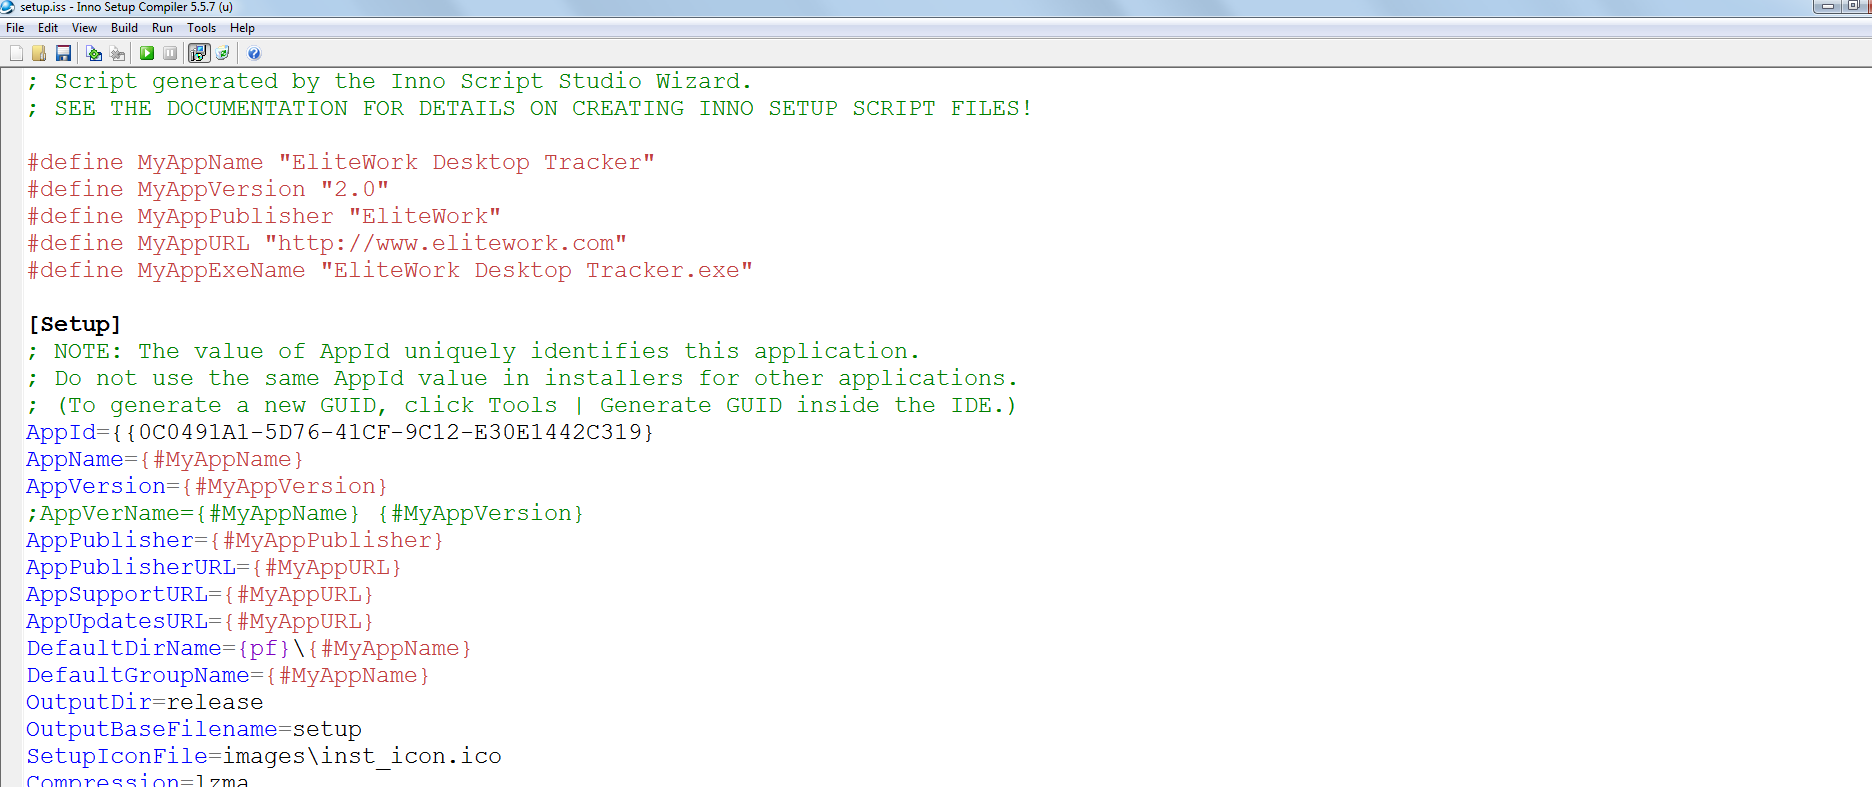 setup.iss - Inno Setup Compiler 5.5.7 (u)
File Edit View Build Run Tools Help
; Script generated by the Inno Script Studio Wizard.
; SEE THE DOCUMENTATION FOR DETAILS ON CREATING INNO SETUP SCRIPT FILES!
#define MyAppName "EliteWork Desktop Tracker"
#define MyAppVersion "2.0"
#define MyAppPublisher "EliteWork"
#define MyAppURL "http://www.elitework.com"
#define MyAppExeName "EliteWork Desktop Tracker.exe"
[Setup]
; NOTE: The value of AppId uniquely identifies this application.
; Do not use the same AppId value in installers for other applications.
; (To generate a new GUID, click Tools | Generate GUID inside the IDE.)
AppId={{0C0491A1-5D76-41CF-9C12-E30E1442C319}
AppName={#MyAppName}
AppVersion={#MyAppVersion}
;AppVerName={#MyAppName} {#MyAppVersion}
AppPublisher={#MyAppPublisher}
AppPublisherURL={#MyAppURL}
AppSupportURL={#MyAppURL}
AppUpdatesURL={#MyAppURL}
DefaultDirName={pf}\{#MyAppName}
DefaultGroupName={#MyAppName}
OutputDir=release
OutputBaseFilename=setup
SetupIconFile=images\inst_icon.ico
Compression=lzma